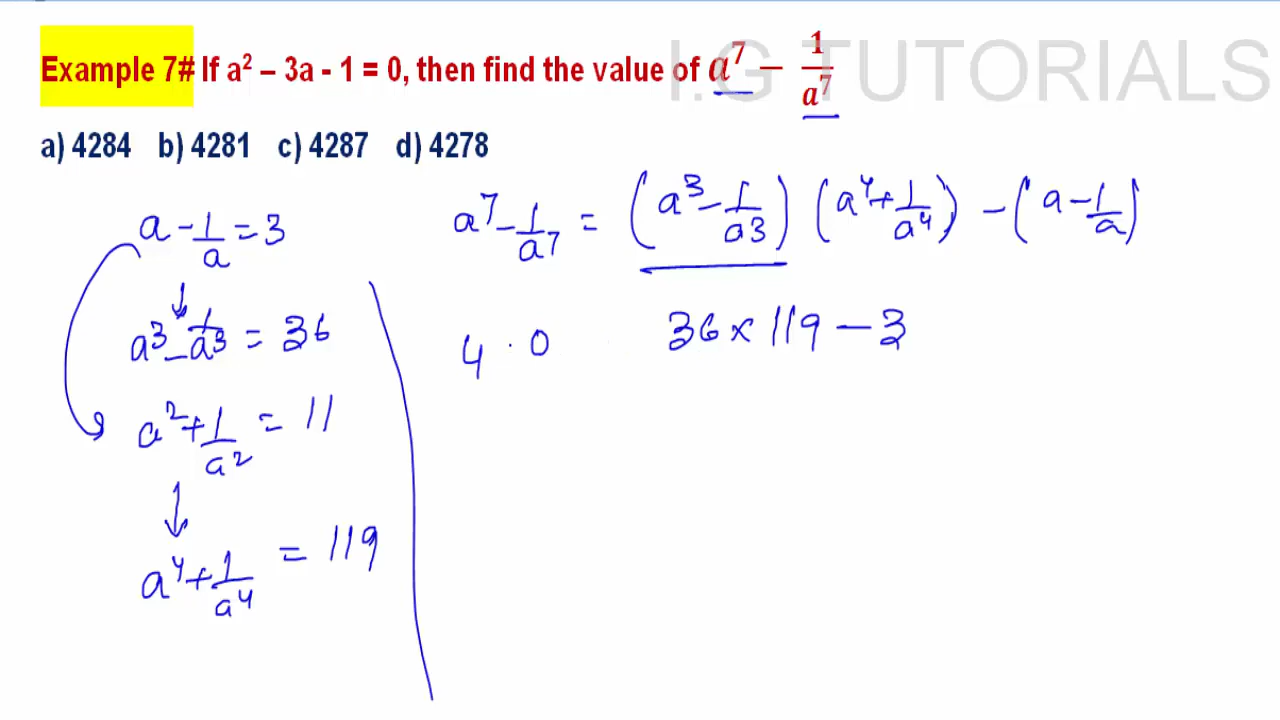 I.G TUTORIALS
Example 7# If a² – 3a - 1 = 0, then find the value of a⁷ − 1/a⁷
a) 4284 b) 4281 c) 4287 d) 4278
a⁷ - 1/a⁷ = (a³ - 1/a³) (a⁴ + 1/a⁴) - (a - 1/a)
a - 1/a = 3
36 × 119 - 3
a³ - 1/a³ = 36
4 · 0
a² + 1/a² = 11
a⁴ + 1/a⁴ = 119